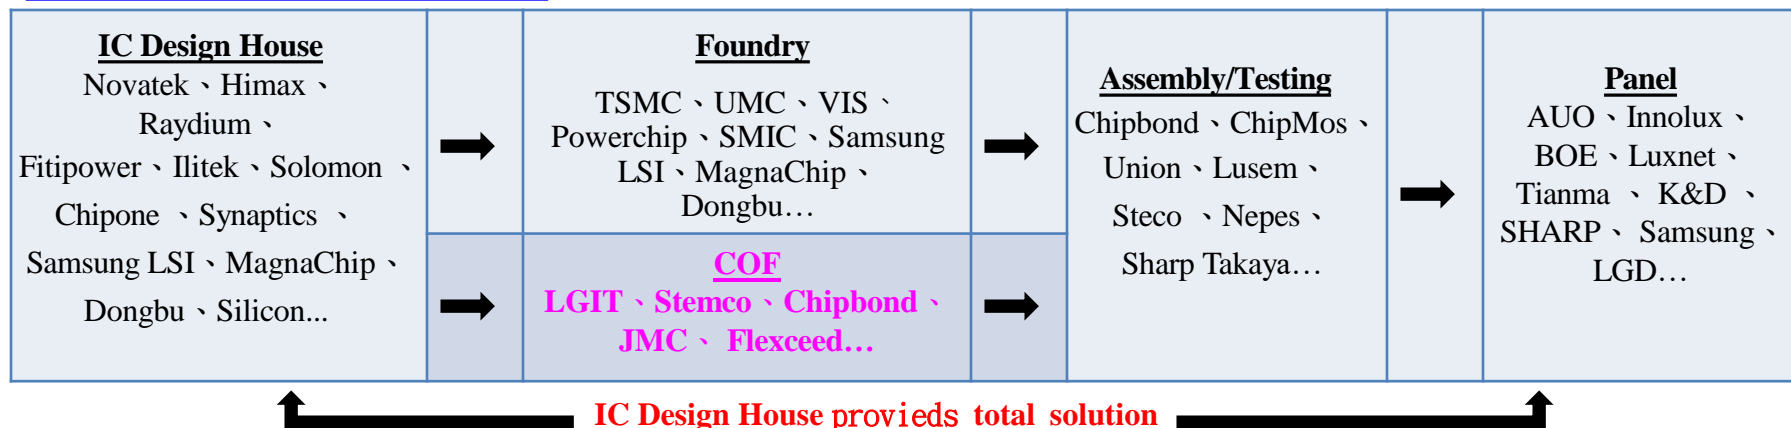 IC Design House
Novatek、Himax、
Raydium、
Fitipower、Ilitek、Solomon 、
Chipone 、Synaptics 、
Samsung LSI、MagnaChip、
Dongbu、Silicon...
Foundry
TSMC、UMC、VIS、
Powerchip、SMIC、Samsung
LSI、MagnaChip、
Dongbu…
COF
LGIT、Stemco、Chipbond、
JMC、 Flexceed…
Assembly/Testing
Chipbond、ChipMos、
Union、Lusem、
Steco 、Nepes、
Sharp Takaya…
Panel
AUO、Innolux、
BOE、Luxnet、
Tianma 、 K&D 、
SHARP、 Samsung、
LGD…
IC Design House provieds total solution